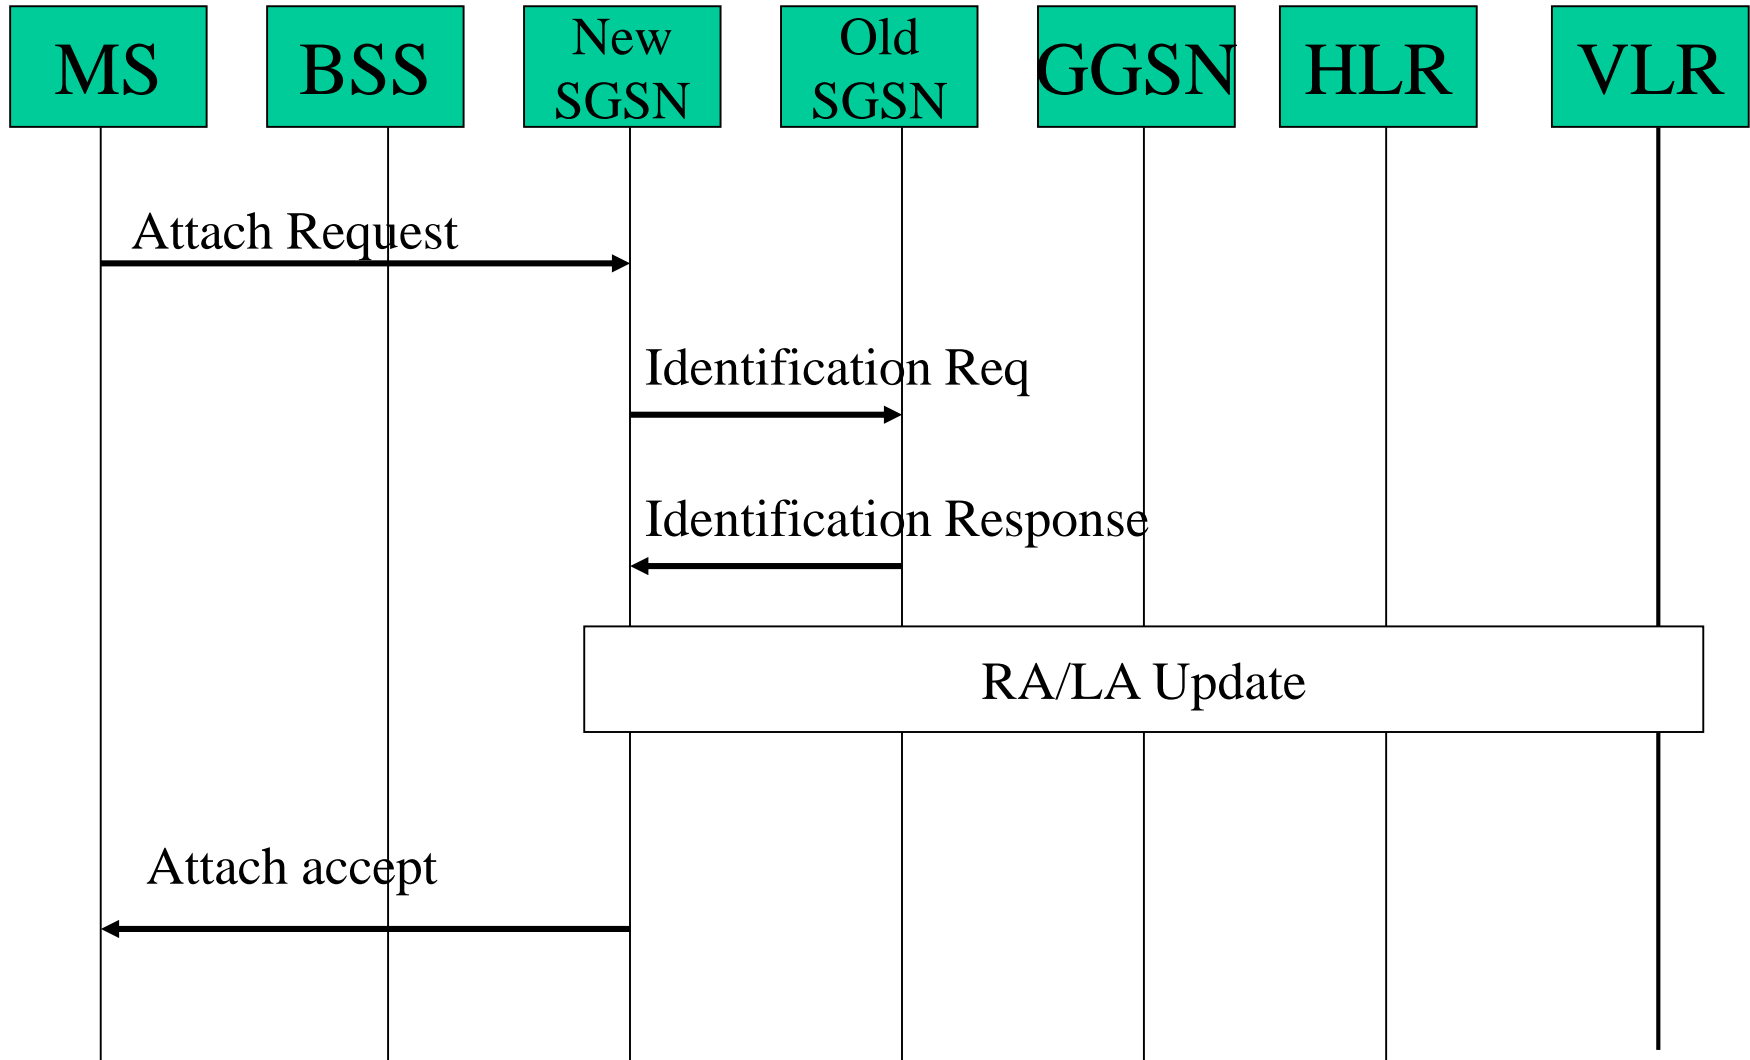 MS
BSS
New
SGSN
Old
SGSN
GGSN
HLR
VLR
Attach Request
Identification Req
Identification Response
RA/LA Update
Attach accept